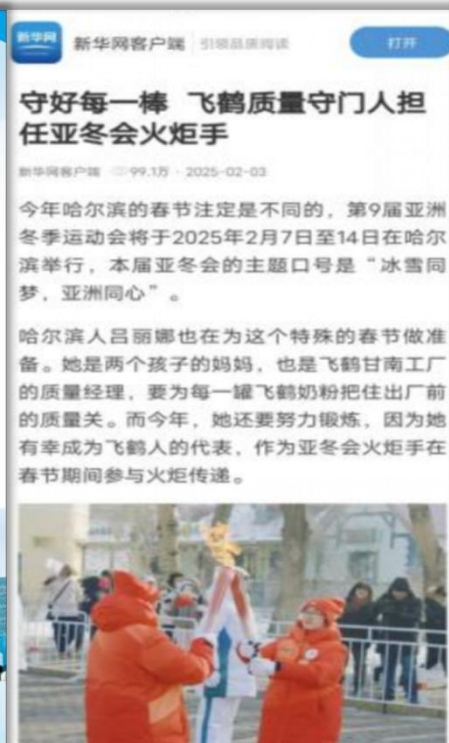 新华网
新华网客户端
引领品质阅读
打开
守好每一棒 飞鹤质量守门人担
任亚冬会火炬手
新华网客户端 99.1万 · 2025-02-03
今年哈尔滨的春节注定是不同的，第9届亚洲
冬季运动会将于2025年2月7日至14日在哈尔
滨举行，本届亚冬会的主题口号是“冰雪同
梦，亚洲同心”。
哈尔滨人吕丽娜也在为这个特殊的春节做准
备。她是两个孩子的妈妈，也是飞鹤甘南工厂
的质量经理，要为每一罐飞鹤奶粉把住出厂前
的质量关。而今年，她还要努力锻炼，因为她
有幸成为飞鹤人的代表，作为亚冬会火炬手在
春节期间参与火炬传递。